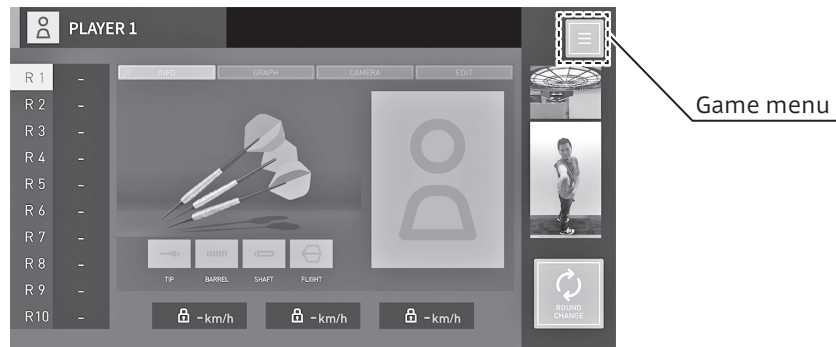 PLAYER 1
INFO GRAPH CAMERA EDIT
R 1 -
R 2 -
R 3 -
R 4 -
R 5 -
R 6 -
R 7 -
R 8 -
R 9 -
R10 -
TIP BARREL SHAFT FLIGHT
- km/h - km/h - km/h
ROUND
CHANGE
Game menu